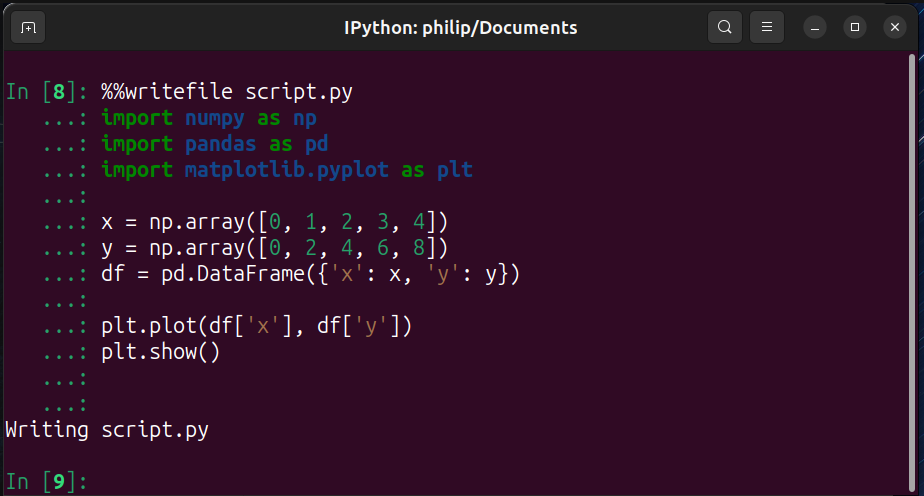 IPython: philip/Documents
In [8]: %%writefile script.py
   ...: import numpy as np
   ...: import pandas as pd
   ...: import matplotlib.pyplot as plt
   ...:
   ...: x = np.array([0, 1, 2, 3, 4])
   ...: y = np.array([0, 2, 4, 6, 8])
   ...: df = pd.DataFrame({'x': x, 'y': y})
   ...:
   ...: plt.plot(df['x'], df['y'])
   ...: plt.show()
   ...:
   ...:
Writing script.py
In [9]: